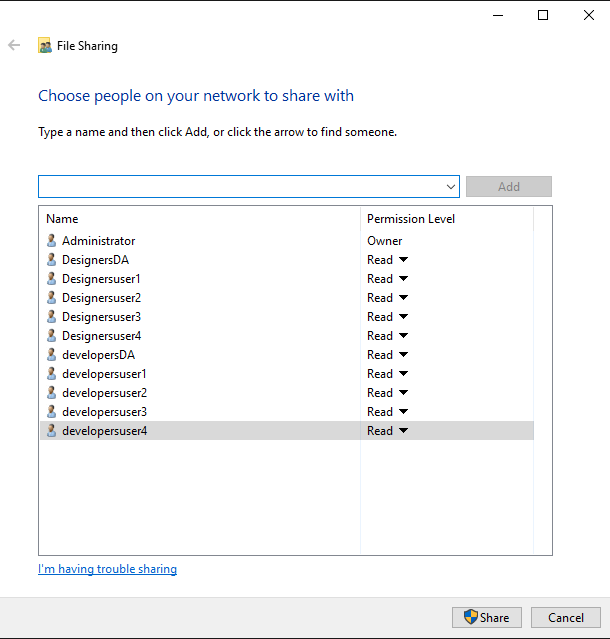 File Sharing
Choose people on your network to share with
Type a name and then click Add, or click the arrow to find someone.
Add
Name Permission Level
Administrator Owner
DesignersDA Read
Designersuser1 Read
Designersuser2 Read
Designersuser3 Read
Designersuser4 Read
developersDA Read
developersuser1 Read
developersuser2 Read
developersuser3 Read
developersuser4 Read
I'm having trouble sharing
Share Cancel